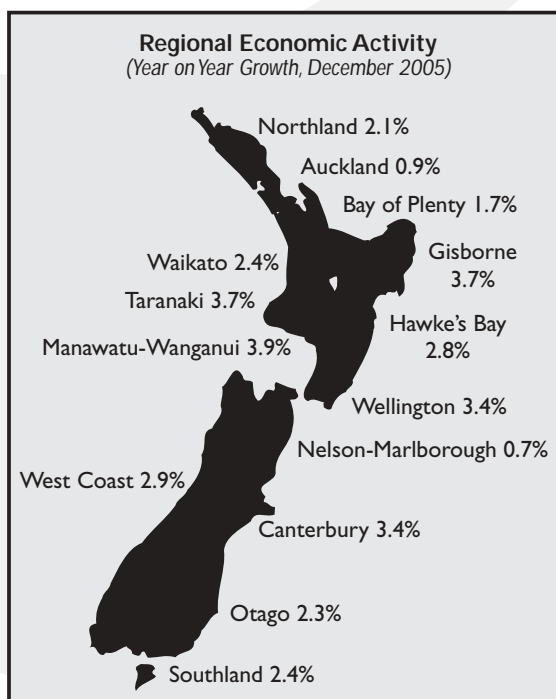 Regional Economic Activity
(Year on Year Growth, December 2005)
Northland 2.1%
Auckland 0.9%
Bay of Plenty 1.7%
Gisborne
3.7%
Waikato 2.4%
Taranaki 3.7%
Hawke's Bay
2.8%
Manawatu-Wanganui 3.9%
Wellington 3.4%
Nelson-Marlborough 0.7%
West Coast 2.9%
Canterbury 3.4%
Otago 2.3%
Southland 2.4%